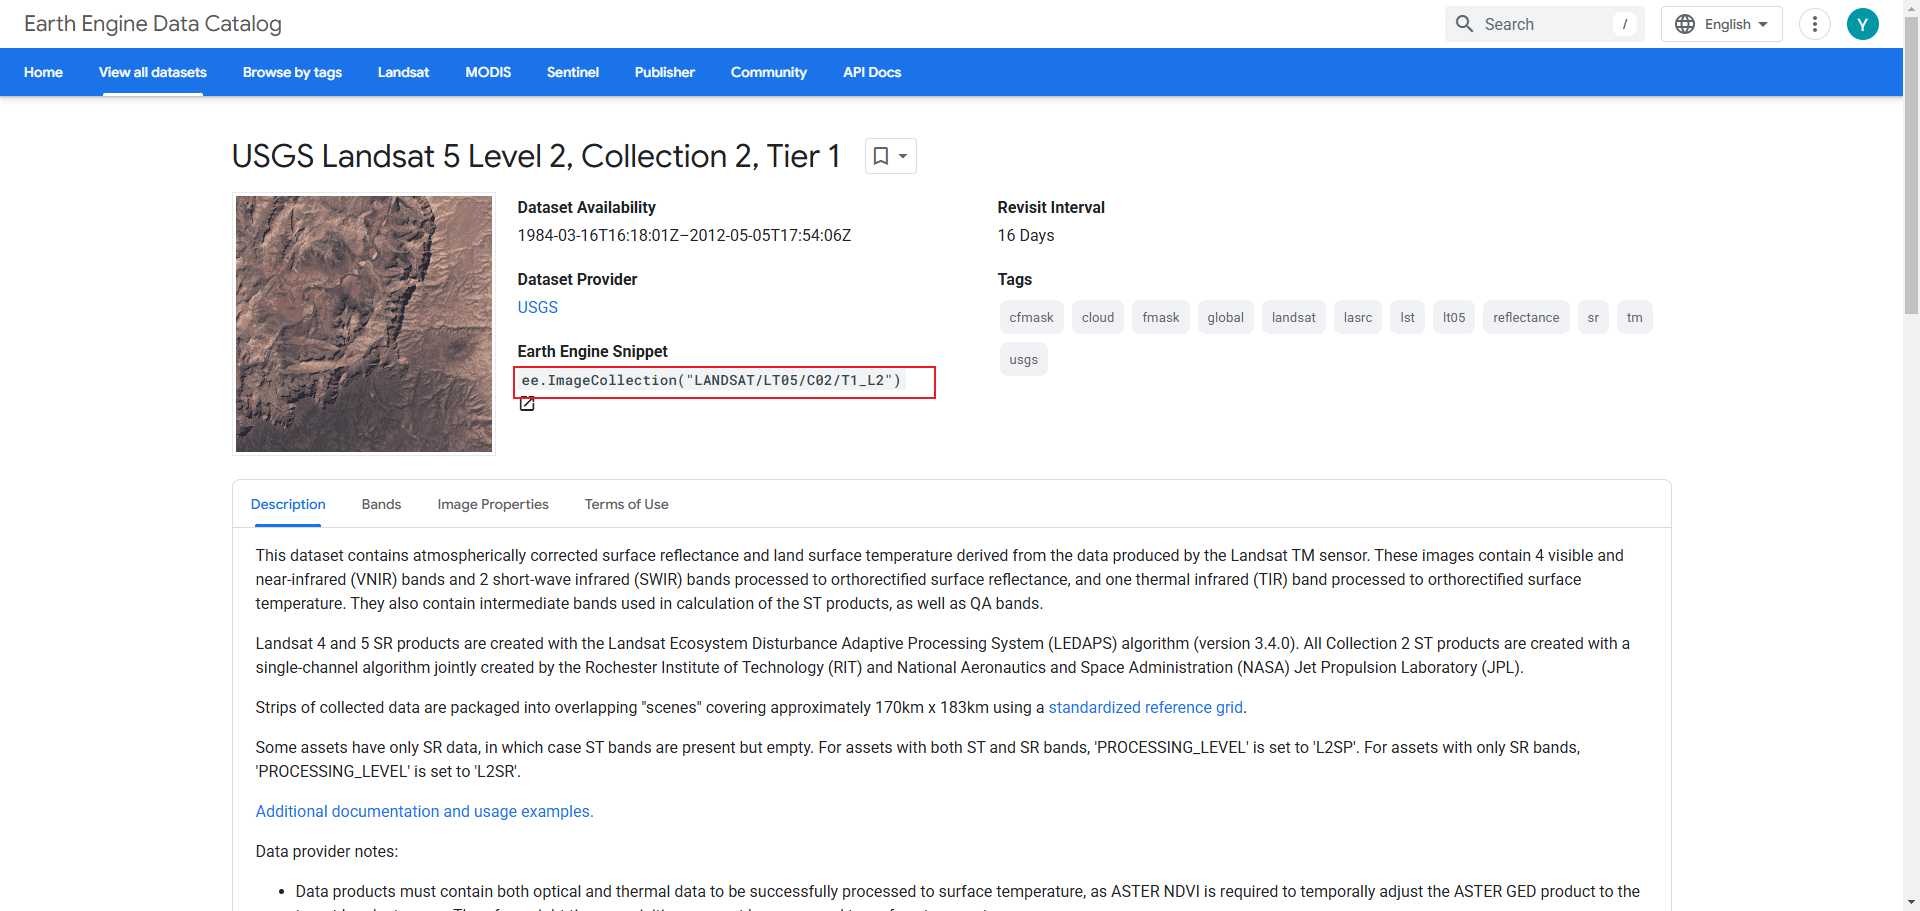 Earth Engine Data Catalog
Search
/
English
Y
Home
View all datasets
Browse by tags
Landsat
MODIS
Sentinel
Publisher
Community
API Docs
USGS Landsat 5 Level 2, Collection 2, Tier 1
Dataset Availability
1984-03-16T16:18:01Z–2012-05-05T17:54:06Z
Dataset Provider
USGS
Earth Engine Snippet
ee.ImageCollection("LANDSAT/LT05/C02/T1_L2")
Revisit Interval
16 Days
Tags
cfmask
cloud
fmask
global
landsat
lasrc
lst
lt05
reflectance
sr
tm
usgs
Description
Bands
Image Properties
Terms of Use
This dataset contains atmospherically corrected surface reflectance and land surface temperature derived from the data produced by the Landsat TM sensor. These images contain 4 visible and
near-infrared (VNIR) bands and 2 short-wave infrared (SWIR) bands processed to orthorectified surface reflectance, and one thermal infrared (TIR) band processed to orthorectified surface
temperature. They also contain intermediate bands used in calculation of the ST products, as well as QA bands.
Landsat 4 and 5 SR products are created with the Landsat Ecosystem Disturbance Adaptive Processing System (LEDAPS) algorithm (version 3.4.0). All Collection 2 ST products are created with a
single-channel algorithm jointly created by the Rochester Institute of Technology (RIT) and National Aeronautics and Space Administration (NASA) Jet Propulsion Laboratory (JPL).
Strips of collected data are packaged into overlapping "scenes" covering approximately 170km x 183km using a standardized reference grid.
Some assets have only SR data, in which case ST bands are present but empty. For assets with both ST and SR bands, 'PROCESSING_LEVEL' is set to 'L2SP'. For assets with only SR bands,
'PROCESSING_LEVEL' is set to 'L2SR'.
Additional documentation and usage examples.
Data provider notes:
• Data products must contain both optical and thermal data to be successfully processed to surface temperature, as ASTER NDVI is required to temporally adjust the ASTER GED product to the